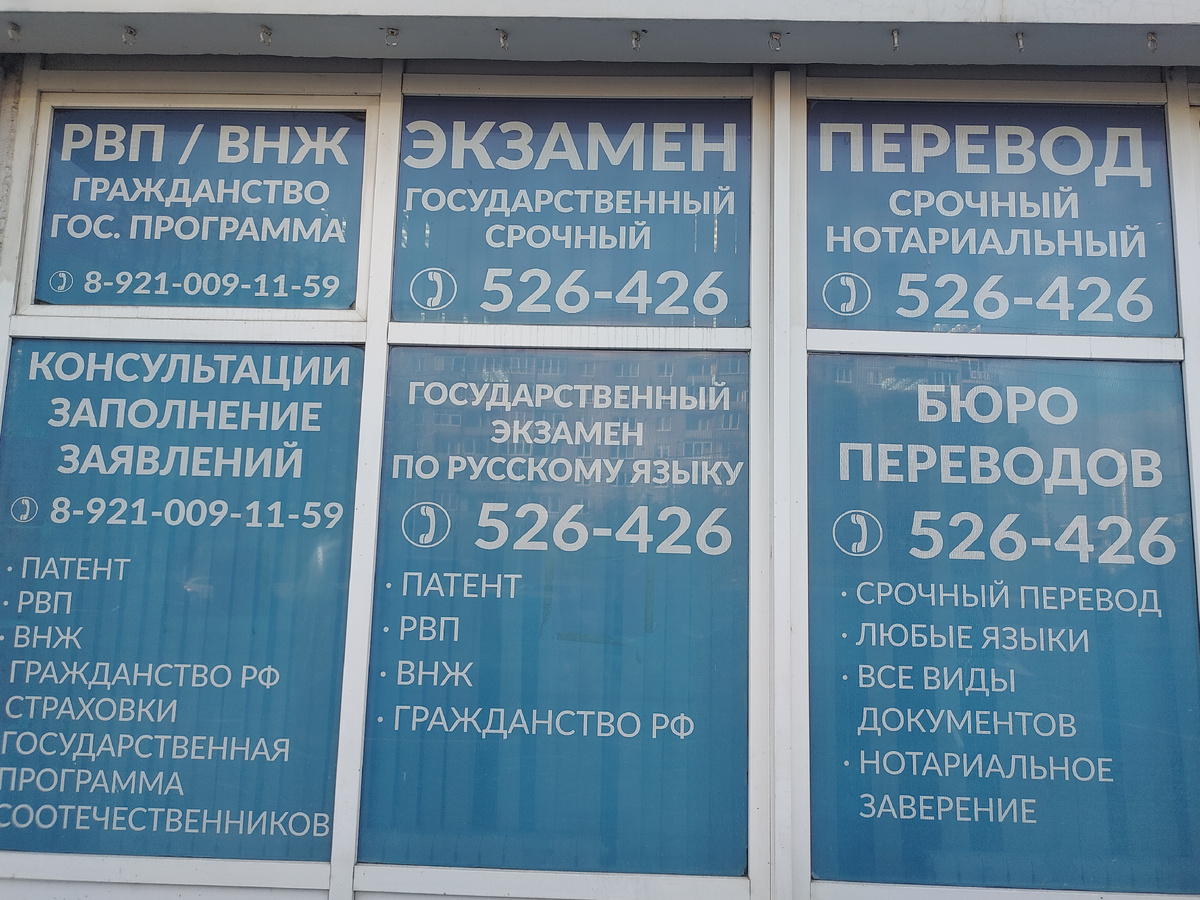 РВП / ВНЖ
ГРАЖДАНСТВО
ГОС. ПРОГРАММА
8-921-009-11-59
ЭКЗАМЕН
ГОСУДАРСТВЕННЫЙ
СРОЧНЫЙ
526-426
ПЕРЕВОД
СРОЧНЫЙ
НОТАРИАЛЬНЫЙ
526-426
КОНСУЛЬТАЦИИ
ЗАПОЛНЕНИЕ
ЗАЯВЛЕНИЙ
8-921-009-11-59
· ПАТЕНТ
· РВП
· ВНЖ
ГРАЖДАНСТВО РФ
СТРАХОВКИ
ГОСУДАРСТВЕННАЯ
ПРОГРАММА
СООТЕЧЕСТВЕННИКОВ
ГОСУДАРСТВЕННЫЙ
ЭКЗАМЕН
ПО РУССКОМУ ЯЗЫКУ
526-426
· ПАТЕНТ
· РВП
· ВНЖ
· ГРАЖДАНСТВО РФ
БЮРО
ПЕРЕВОДОВ
526-426
· СРОЧНЫЙ ПЕРЕВОД
· ЛЮБЫЕ ЯЗЫКИ
· ВСЕ ВИДЫ
ДОКУМЕНТОВ
· НОТАРИАЛЬНОЕ
ЗАВЕРЕНИЕ